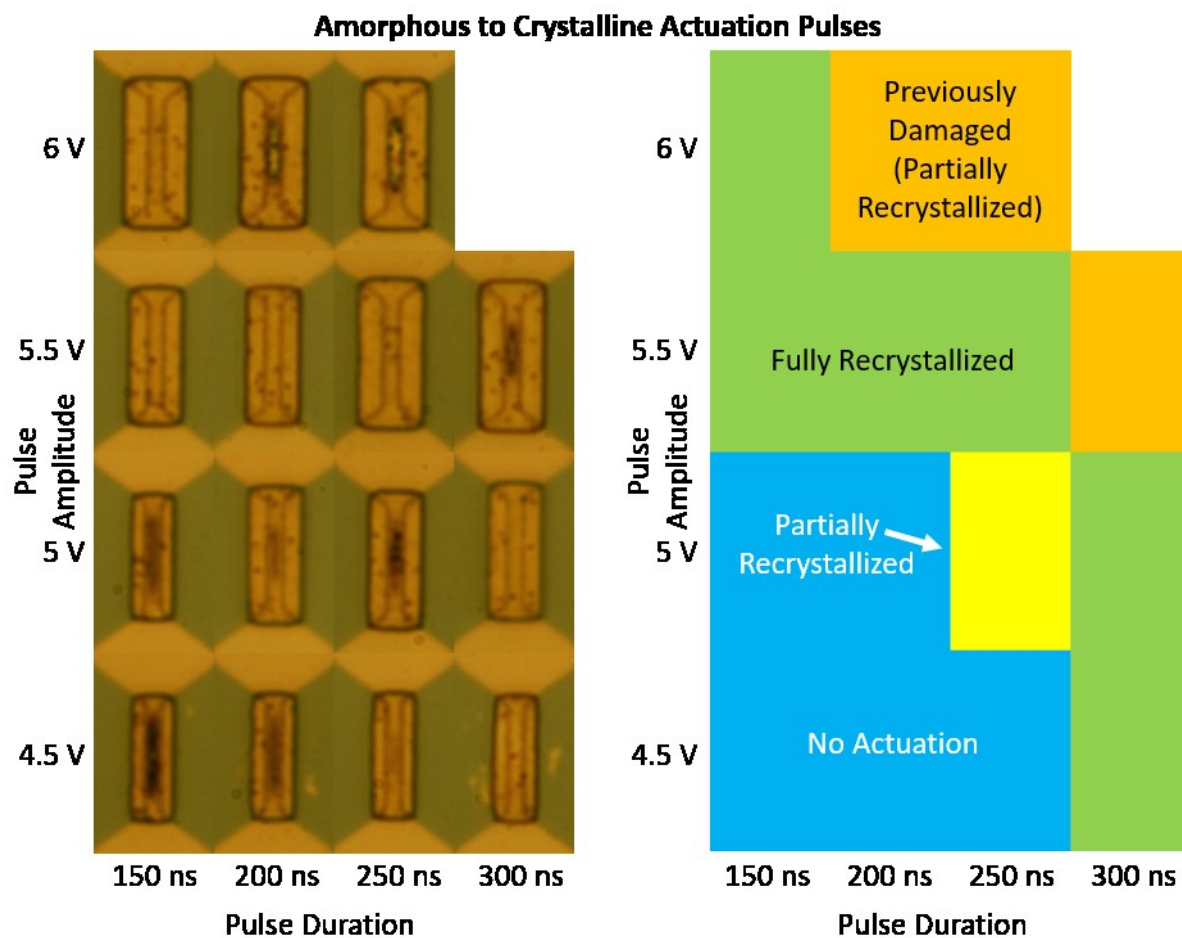 Amorphous to Crystalline Actuation Pulses
6 V
5.5 V
5 V
4.5 V
Pulse
Amplitude
150 ns 200 ns 250 ns 300 ns
Pulse Duration
6 V
5.5 V
5 V
4.5 V
Pulse
Amplitude
Previously
Damaged
(Partially
Recrystallized)
Fully Recrystallized
Partially
Recrystallized
No Actuation
150 ns 200 ns 250 ns 300 ns
Pulse Duration